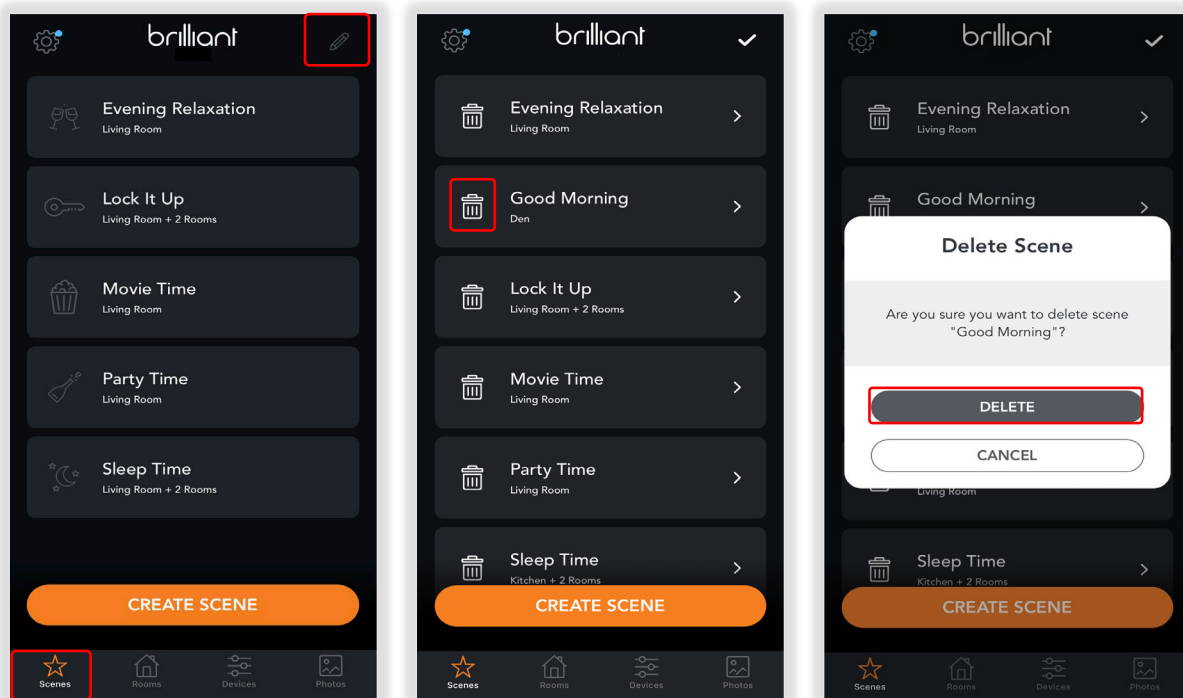 brilliant
Evening Relaxation
Living Room
Lock It Up
Living Room + 2 Rooms
Movie Time
Living Room
Party Time
Living Room
Sleep Time
Living Room + 2 Rooms
CREATE SCENE
Scenes
Rooms
Devices
Photos
brilliant
Evening Relaxation
Living Room
Good Morning
Den
Lock It Up
Living Room + 2 Rooms
Movie Time
Living Room
Party Time
Living Room
Sleep Time
Kitchen + 2 Rooms
CREATE SCENE
Scenes
Rooms
Devices
Photos
brilliant
Evening Relaxation
Living Room
Good Morning
Delete Scene
Are you sure you want to delete scene
"Good Morning"?
DELETE
CANCEL
Living Room
Sleep Time
Kitchen + 2 Rooms
CREATE SCENE
Scenes
Rooms
Devices
Photos